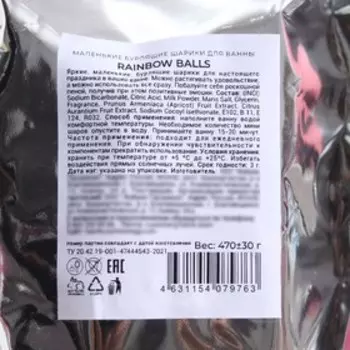 МАЛЕНЬКИЕ БУРЛЯЩИЕ ШАРИКИ ДЛЯ ВАННЫ
RAINBOW BALLS
Яркие, маленькие, бурлящие шарики для настоящего
праздника в вашей ванне! Можно растягивать удовольствие,
а можно использовать все сразу. Побалуйте себя роскошной
пеной, получив при этом позитивные эмоции. Состав (INCI):
Sodium Bicarbonate, Citric Acid, Milk Powder, Maris Salt, Glycerin,
Fragrance, Prunus Armeniaca (Apricot) Fruit Extract, Citrus
Aurantium Fruit Extract, Sodium Cocoyl Isethionate, E102, B 11, E
124, R032. Способ применения: наполните ванну водой
комфортной температуры. Необходимое количество мини
шаров опустите в воду. Принимайте ванну 15-30 минут
Частота применения: подходит для ежедневного
применения. При обнаружении чувствительности к
компонентам прекратить использование. Условия хранения:
хранить при температуре от +5 °C до +25°C. Избегать
воздействия прямых солнечных лучей. Срок годности: 2 г.
Дата изг. указана на упаковке. Изготовитель
номер партии совпадает с датой изготовления
ТУ 20.42.19-001-47444643-2021
Вес: 470±30 г
EAC
4 631154 079763